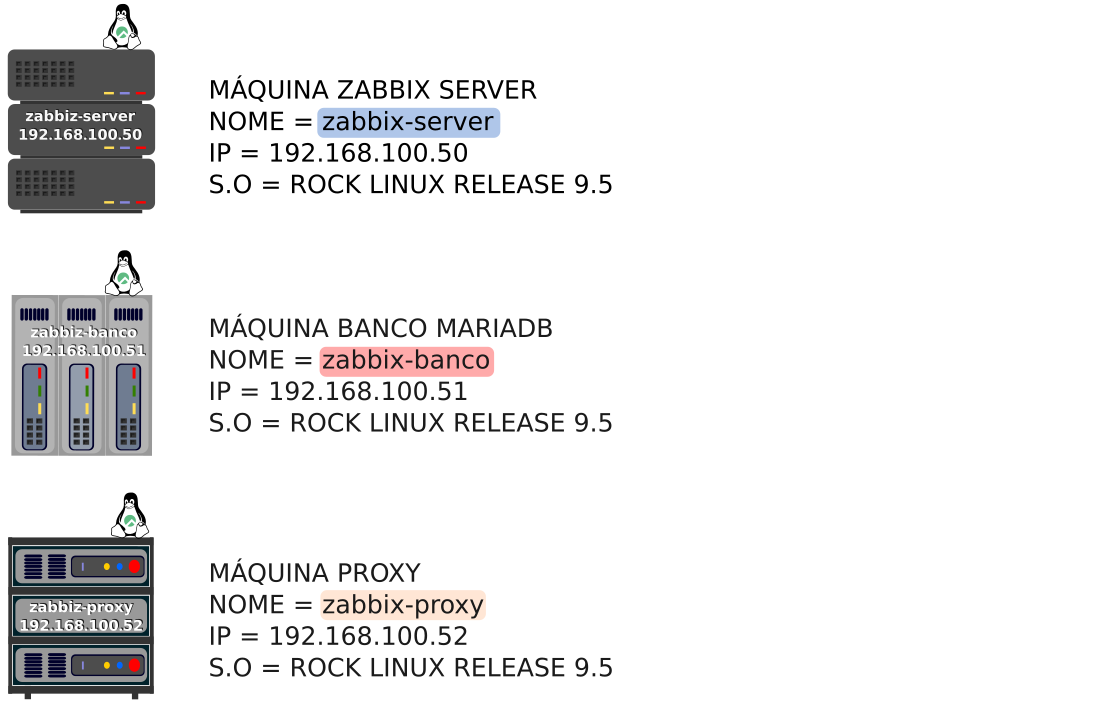 zabbiz-server
192.168.100.50
MÁQUINA ZABBIX SERVER
NOME = zabbix-server
IP = 192.168.100.50
S.O = ROCK LINUX RELEASE 9.5
zabbiz-banco
192.168.100.51
MÁQUINA BANCO MARIADB
NOME = zabbix-banco
IP = 192.168.100.51
S.O = ROCK LINUX RELEASE 9.5
zabbiz-proxy
192.168.100.52
MÁQUINA PROXY
NOME = zabbix-proxy
IP = 192.168.100.52
S.O = ROCK LINUX RELEASE 9.5